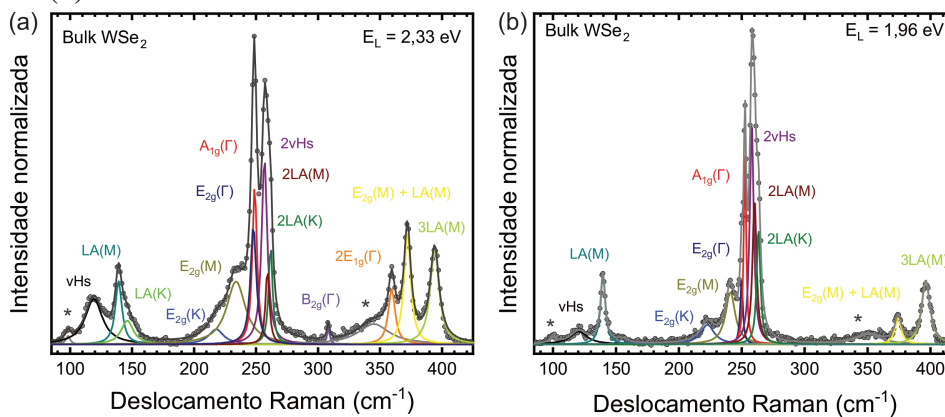 (a)
Bulk WSe₂
E_L = 2,33 eV
Intensidade normalizada
*
vHs
LA(M)
LA(K)
E₂g(K)
E₂g(M)
E₂g(Γ)
A₁g(Γ)
2vHs
2LA(M)
2LA(K)
B₂g(Γ)
*
2E₁g(Γ)
E₂g(M) + LA(M)
3LA(M)
100 150 200 250 300 350 400
Deslocamento Raman (cm⁻¹)
(b)
Bulk WSe₂
E_L = 1,96 eV
Intensidade normalizada
*
vHs
LA(M)
E₂g(K)
E₂g(M)
E₂g(Γ)
A₁g(Γ)
2vHs
2LA(M)
2LA(K)
*
E₂g(M) + LA(M)
3LA(M)
100 150 200 250 300 350 400
Deslocamento Raman (cm⁻¹)